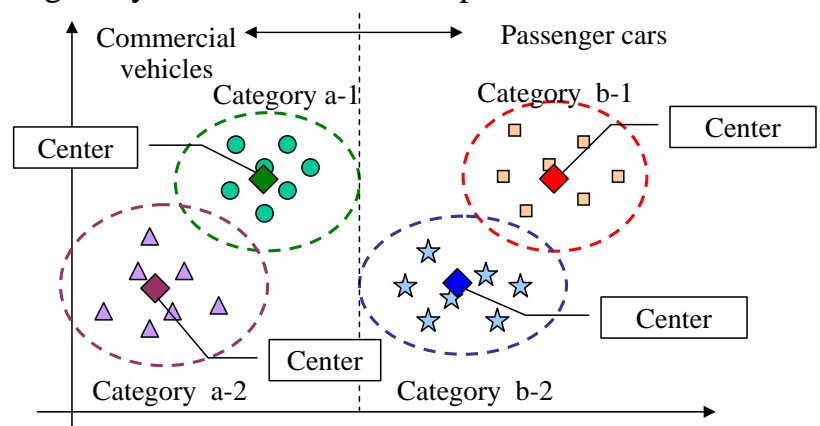 Commercial
vehicles
Passenger cars
Category a-1
Category b-1
Center
Center
Center
Center
Category a-2
Category b-2